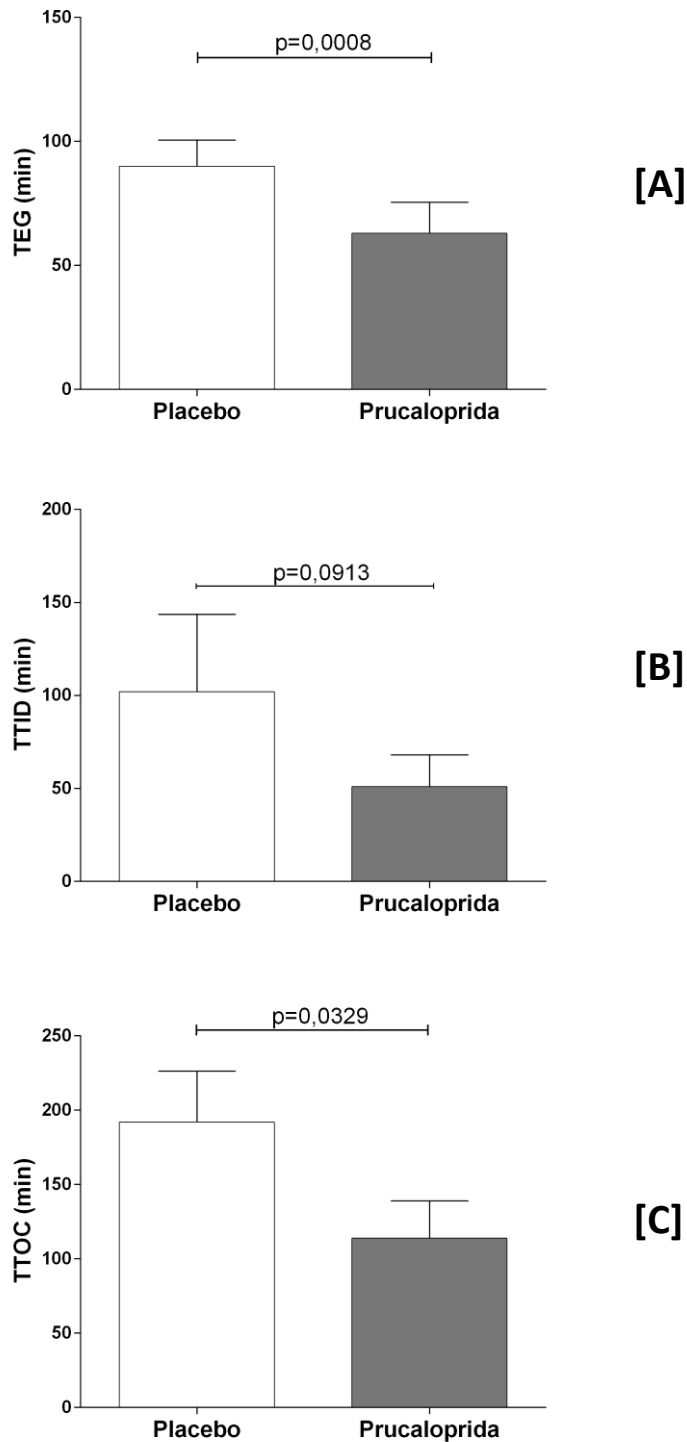 150
p=0,0008
100
TEG (min)
[A]
50
0
Placebo Prucaloprida
200
p=0,0913
150
TTID (min)
[B]
100
50
0
Placebo Prucaloprida
250
p=0,0329
200
150
TTOC (min)
[C]
100
50
0
Placebo Prucaloprida